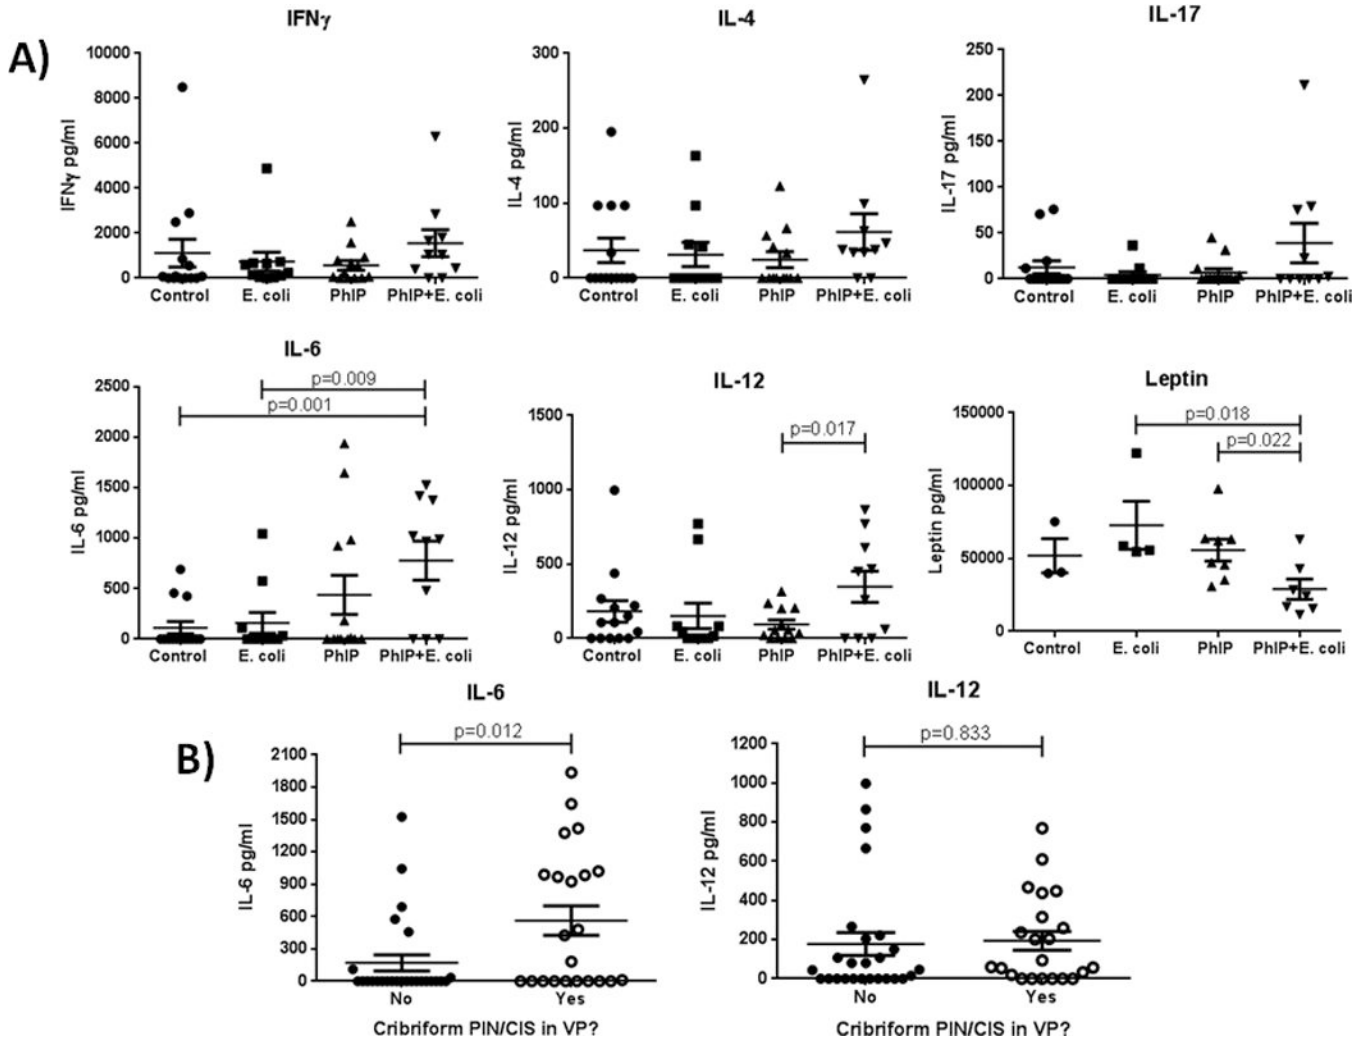 A)
IFNγ
IFNγ pg/ml
10000
8000
6000
4000
2000
0
Control
E. coli
PhIP
PhIP+E. coli
IL-4
IL-4 pg/ml
300
200
100
0
Control
E. coli
PhIP
PhIP+E. coli
IL-17
IL-17 pg/ml
250
200
150
100
50
0
Control
E. coli
PhIP
PhIP+E. coli
IL-6
p=0.009
p=0.001
IL-6 pg/ml
2500
2000
1500
1000
500
0
Control
E. coli
PhIP
PhIP+E. coli
IL-12
p=0.017
IL-12 pg/ml
1500
1000
500
0
Control
E. coli
PhIP
PhIP+E. coli
Leptin
p=0.018
p=0.022
Leptin pg/ml
150000
100000
50000
0
Control
E. coli
PhIP
PhIP+E. coli
B)
IL-6
p=0.012
IL-6 pg/ml
2100
1800
1500
1200
900
600
300
0
No
Yes
Cribriform PIN/CIS in VP?
IL-12
p=0.833
IL-12 pg/ml
1200
1000
800
600
400
200
0
No
Yes
Cribriform PIN/CIS in VP?